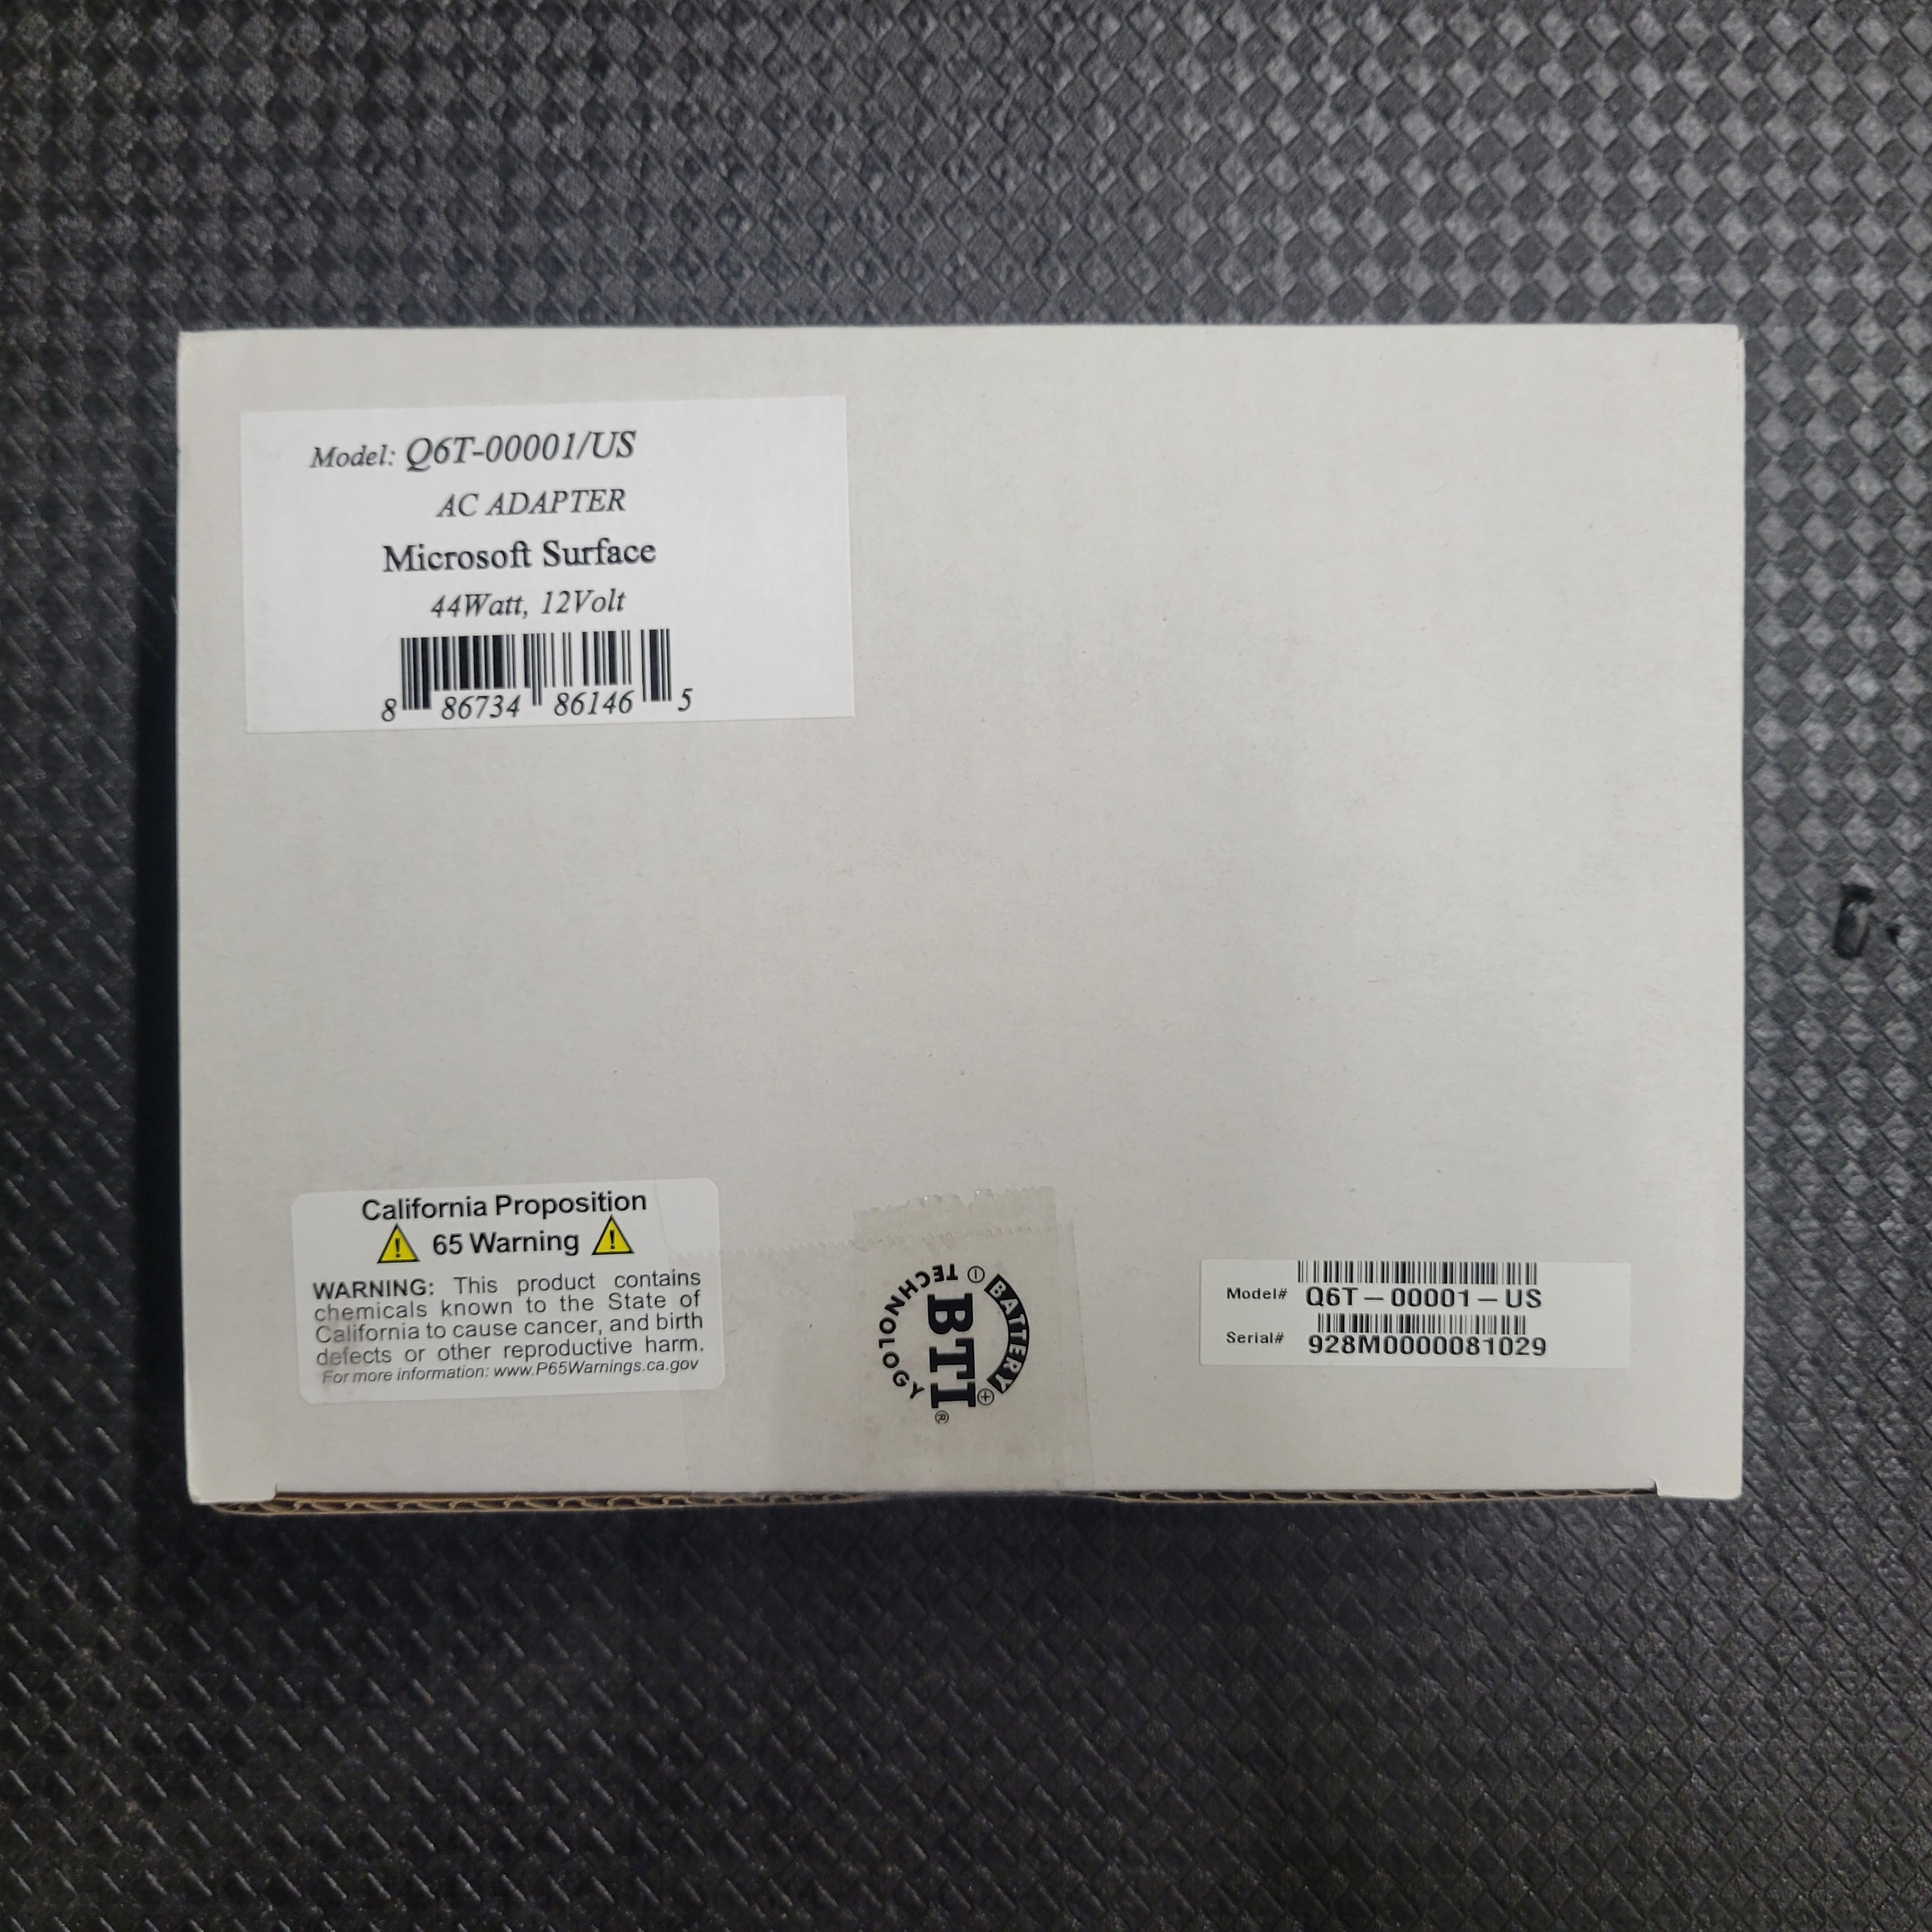 Model: Q6T-00001/US
AC ADAPTER
Microsoft Surface
44Watt, 12Volt
8 86734 86146 5
California Proposition
65 Warning
WARNING: This product contains
chemicals known to the State of
California to cause cancer, and birth
defects or other reproductive harm.
For more information: www.P65Warnings.ca.gov
BATTERY
BTI®
TECHNOLOGY
Model# Q6T-00001-US
Serial# 928M0000081029